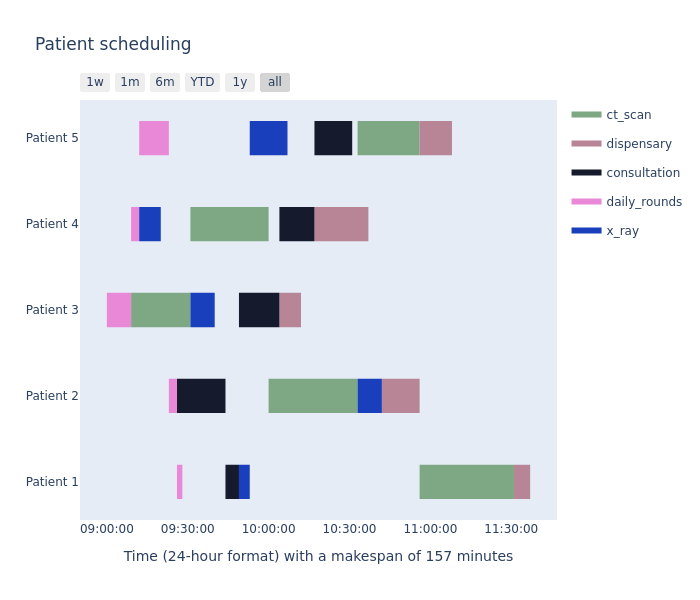 Patient scheduling
1w 1m 6m YTD 1y all
Patient 5
Patient 4
Patient 3
Patient 2
Patient 1
ct_scan
dispensary
consultation
daily_rounds
x_ray
09:00:00 09:30:00 10:00:00 10:30:00 11:00:00 11:30:00
Time (24-hour format) with a makespan of 157 minutes